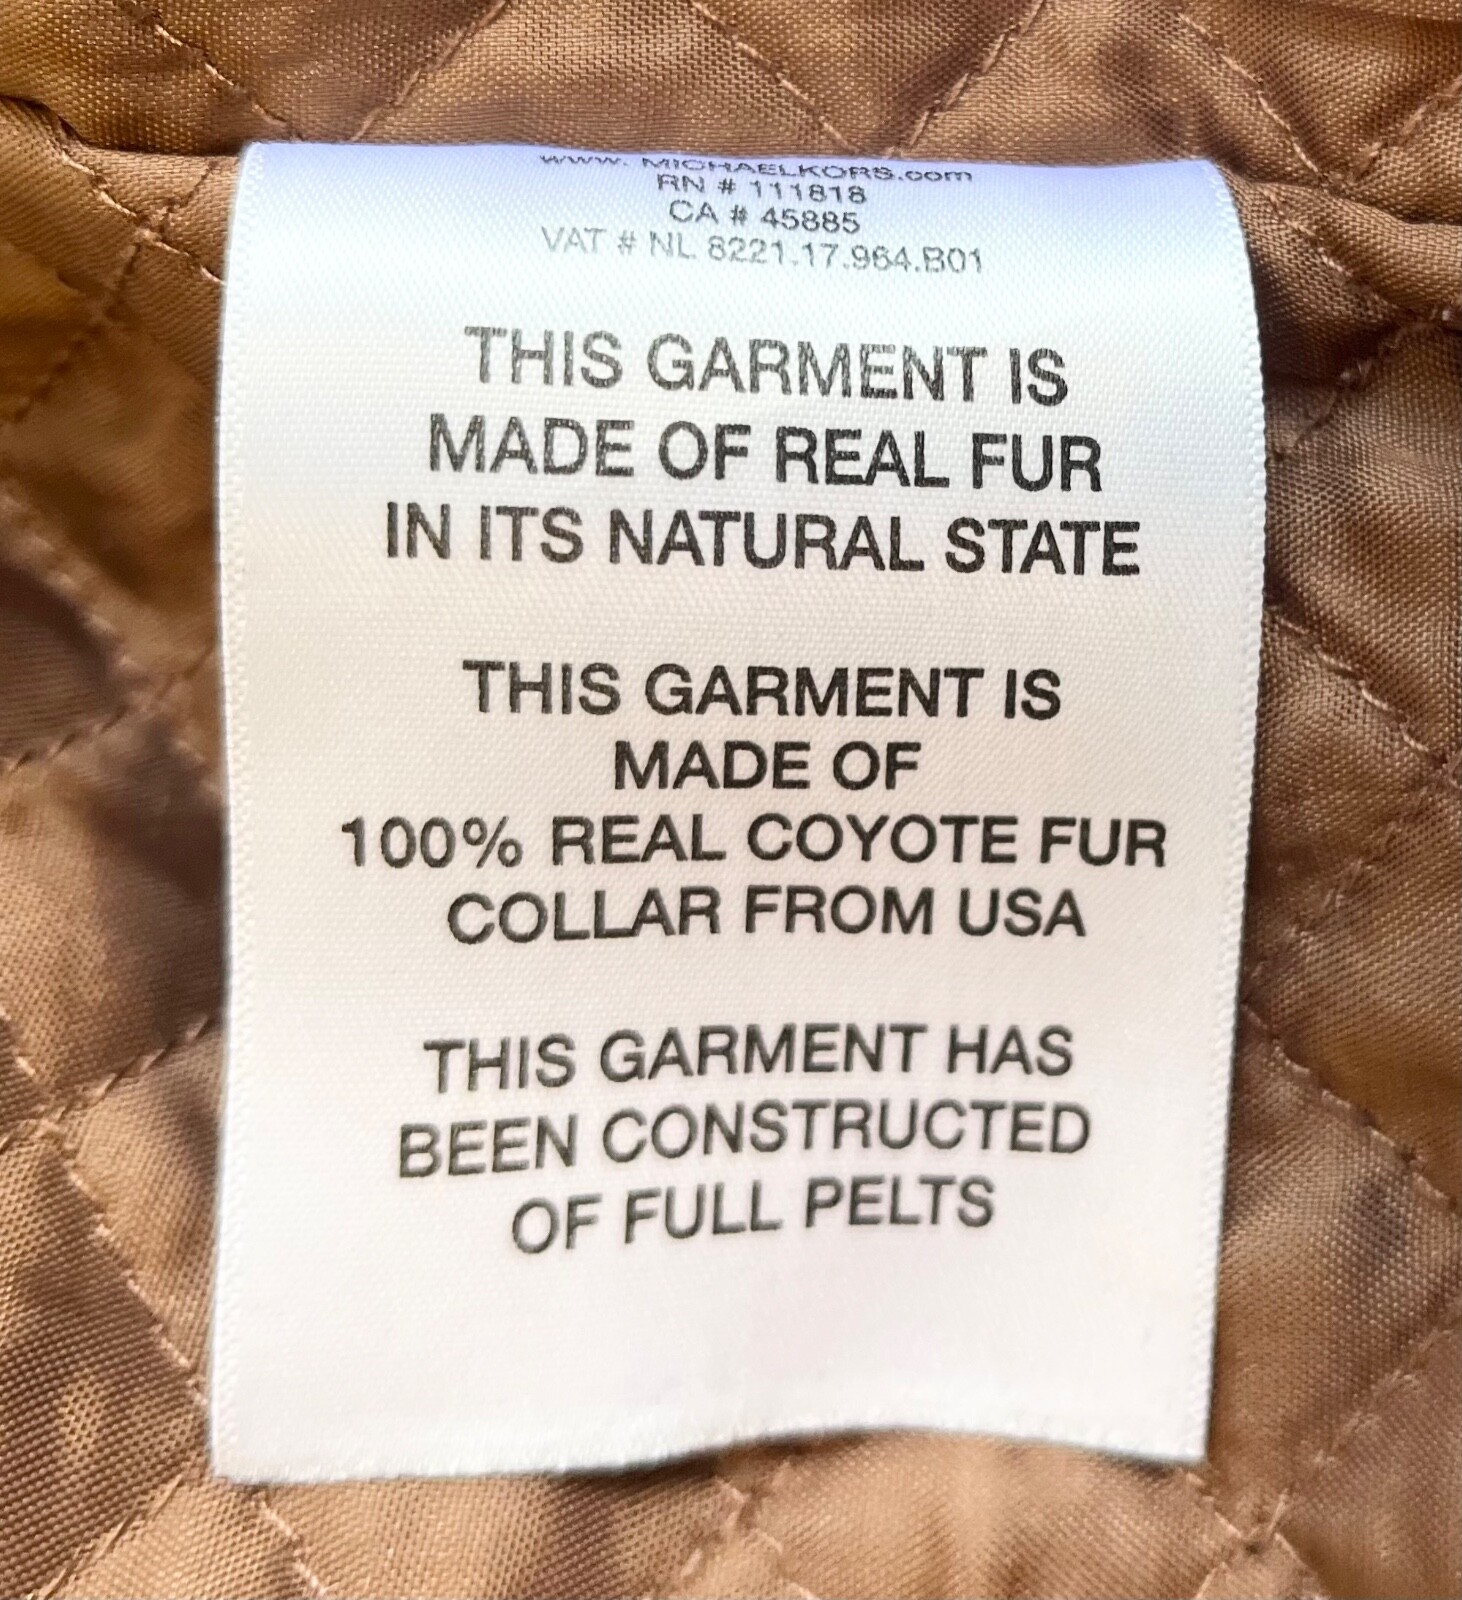 www. MICHAELKORS.com
RN # 111818
CA # 45885
VAT # NL 8221.17.964.B01
THIS GARMENT IS
MADE OF REAL FUR
IN ITS NATURAL STATE
THIS GARMENT IS
MADE OF
100% REAL COYOTE FUR
COLLAR FROM USA
THIS GARMENT HAS
BEEN CONSTRUCTED
OF FULL PELTS